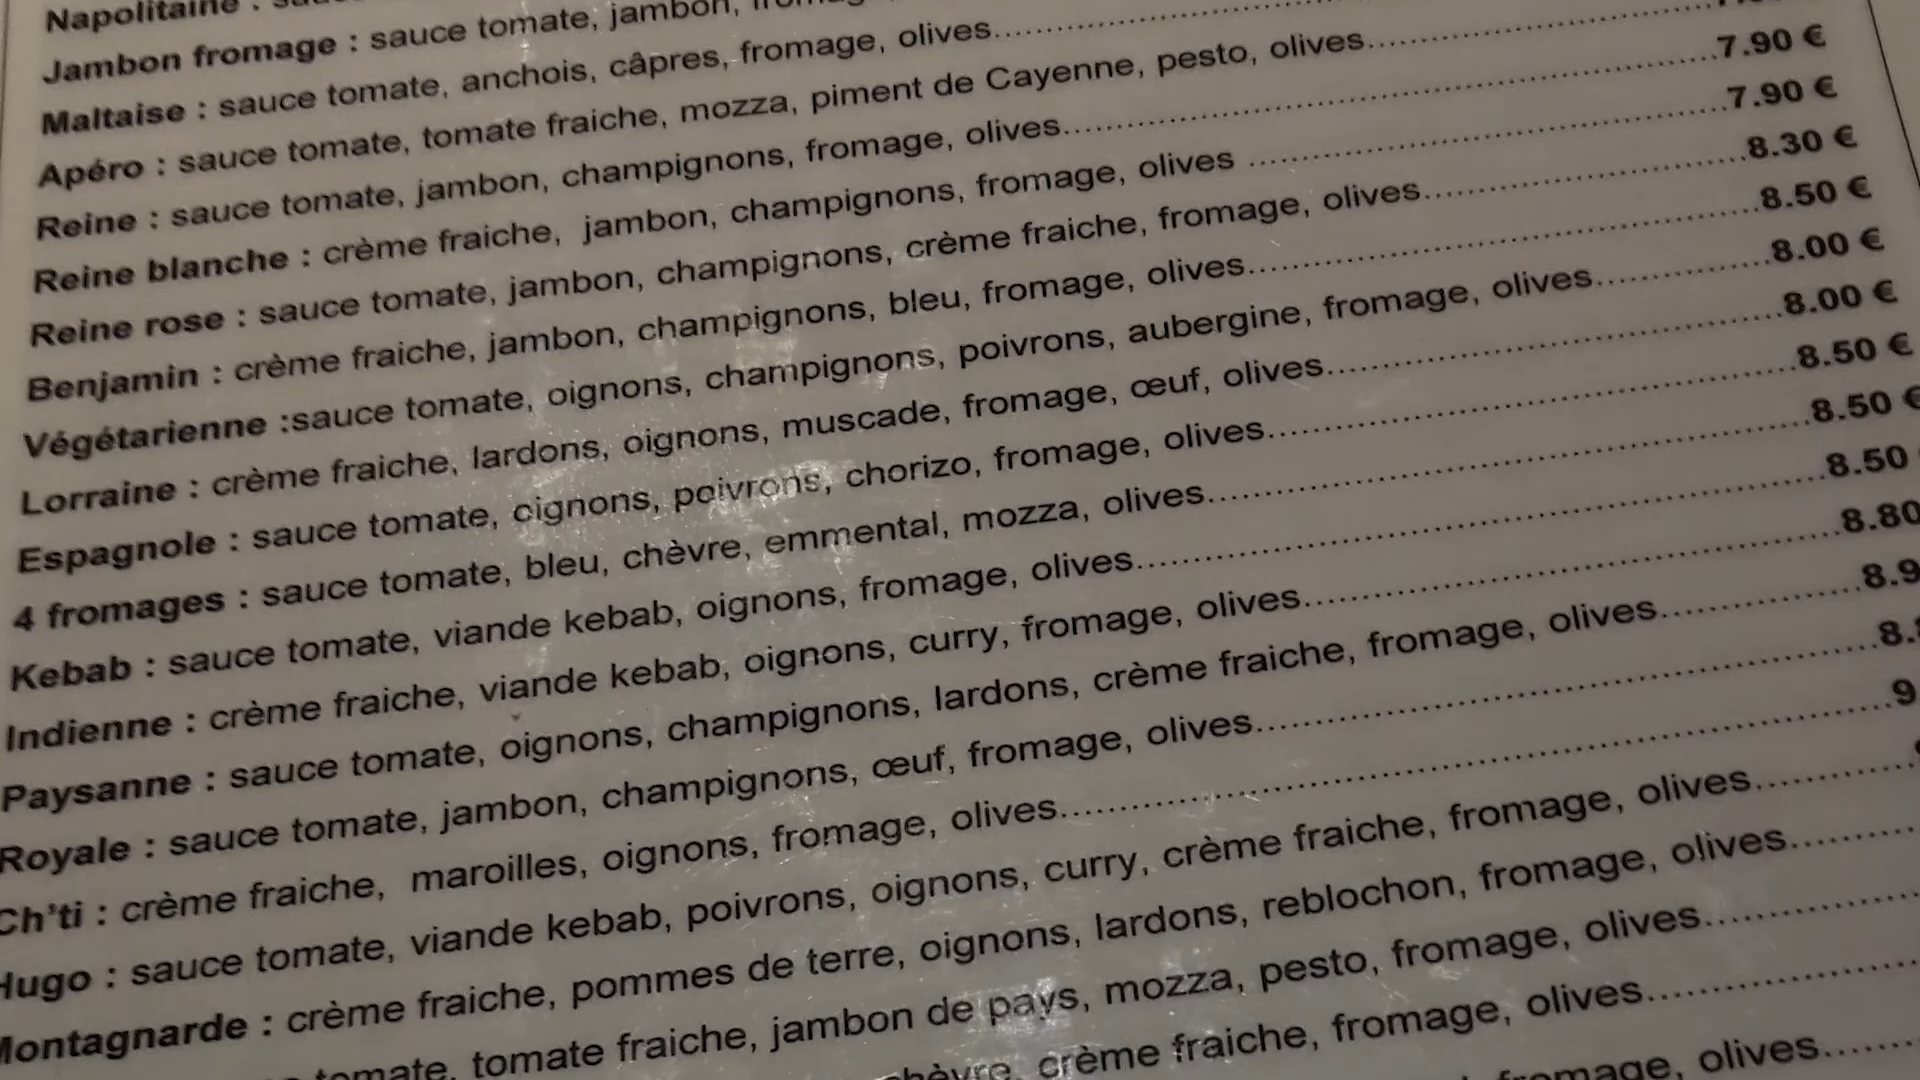 Napolitaine :
Jambon fromage : sauce tomate, jambon,
Maltaise : sauce tomate, anchois, câpres, fromage, olives..........
Apéro : sauce tomate, tomate fraiche, mozza, piment de Cayenne, pesto, olives..........
Reine : sauce tomate, jambon, champignons, fromage, olives..........7.90 €
Reine blanche : crème fraiche, jambon, champignons, fromage, olives ..........7.90 €
Reine rose : sauce tomate, jambon, champignons, crème fraiche, fromage, olives..........8.30 €
Benjamin : crème fraiche, jambon, champignons, bleu, fromage, olives..........8.50 €
Végétarienne :sauce tomate, oignons, champignons, poivrons, aubergine, fromage, olives..........8.00 €
Lorraine : crème fraiche, lardons, oignons, muscade, fromage, œuf, olives..........8.00 €
Espagnole : sauce tomate, oignons, poivrons, chorizo, fromage, olives..........8.50 €
4 fromages : sauce tomate, bleu, chèvre, emmental, mozza, olives..........8.50 €
Kebab : sauce tomate, viande kebab, oignons, fromage, olives..........8.50
Indienne : crème fraiche, viande kebab, oignons, curry, fromage, olives..........8.80
Paysanne : sauce tomate, oignons, champignons, lardons, crème fraiche, fromage, olives..........8.9
Royale : sauce tomate, jambon, champignons, œuf, fromage, olives..........8.
Ch'ti : crème fraiche, maroilles, oignons, fromage, olives..........9
Hugo : sauce tomate, viande kebab, poivrons, oignons, curry, crème fraiche, fromage, olives..........
Montagnarde : crème fraiche, pommes de terre, oignons, lardons, reblochon, fromage, olives..........
tomate, tomate fraiche, jambon de pays, mozza, pesto, fromage, olives..........
chèvre, crème fraiche, fromage, olives..........
fromage, olives..........